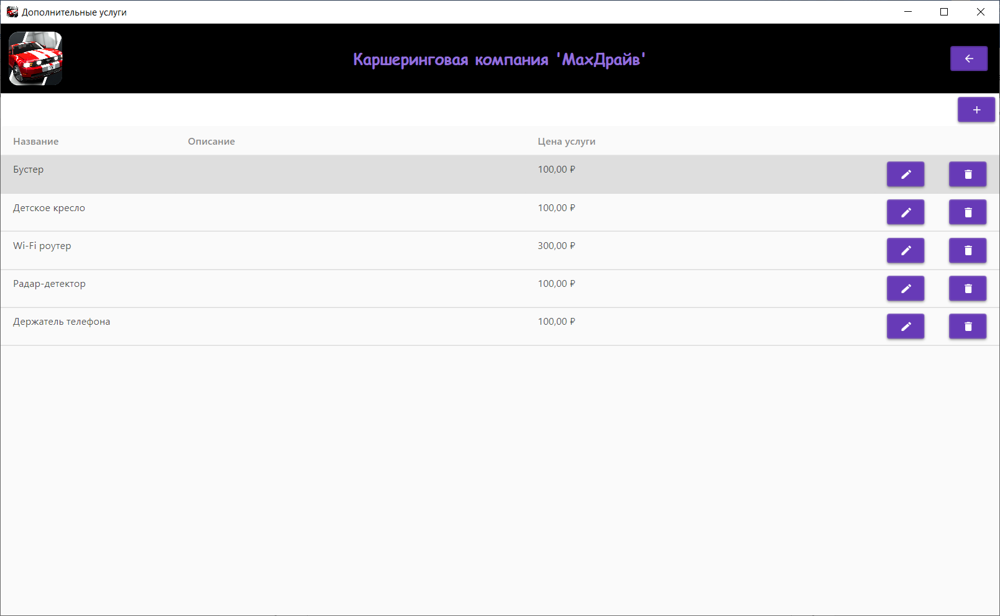 Дополнительные услуги
Каршеринговая компания 'МахДрайв'
Название Описание Цена услуги
Бустер 100,00 ₽
Детское кресло 100,00 ₽
Wi-Fi роутер 300,00 ₽
Радар-детектор 100,00 ₽
Держатель телефона 100,00 ₽